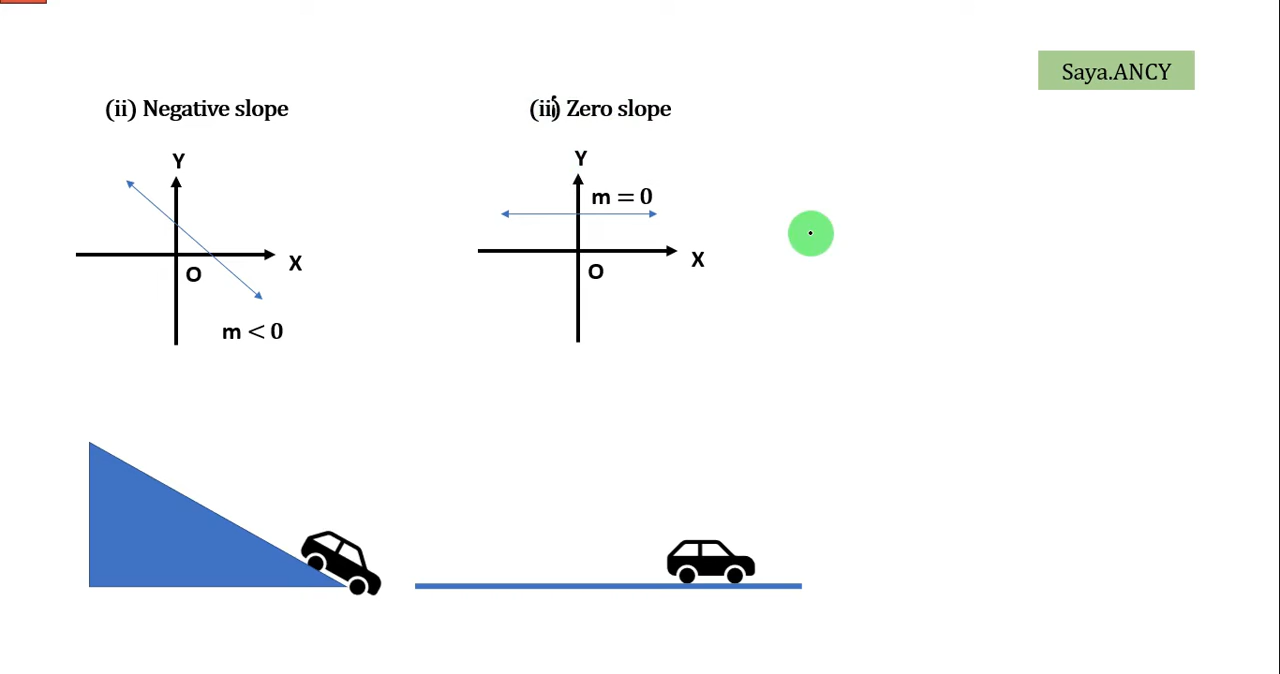 Saya.ANCY
(ii) Negative slope
(iii) Zero slope
Y
Y
m = 0
X
X
O
O
m < 0